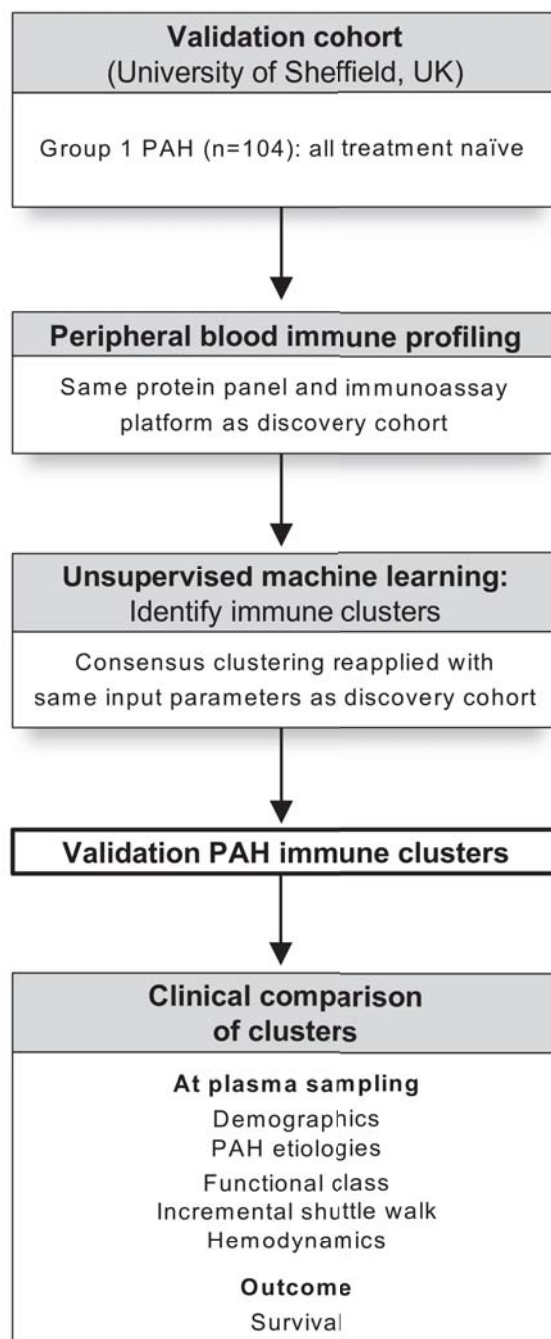 Validation cohort
(University of Sheffield, UK)
Group 1 PAH (n=104): all treatment naïve
Peripheral blood immune profiling
Same protein panel and immunoassay
platform as discovery cohort
Unsupervised machine learning:
Identify immune clusters
Consensus clustering reapplied with
same input parameters as discovery cohort
Validation PAH immune clusters
Clinical comparison
of clusters
At plasma sampling
Demographics
PAH etiologies
Functional class
Incremental shuttle walk
Hemodynamics
Outcome
Survival